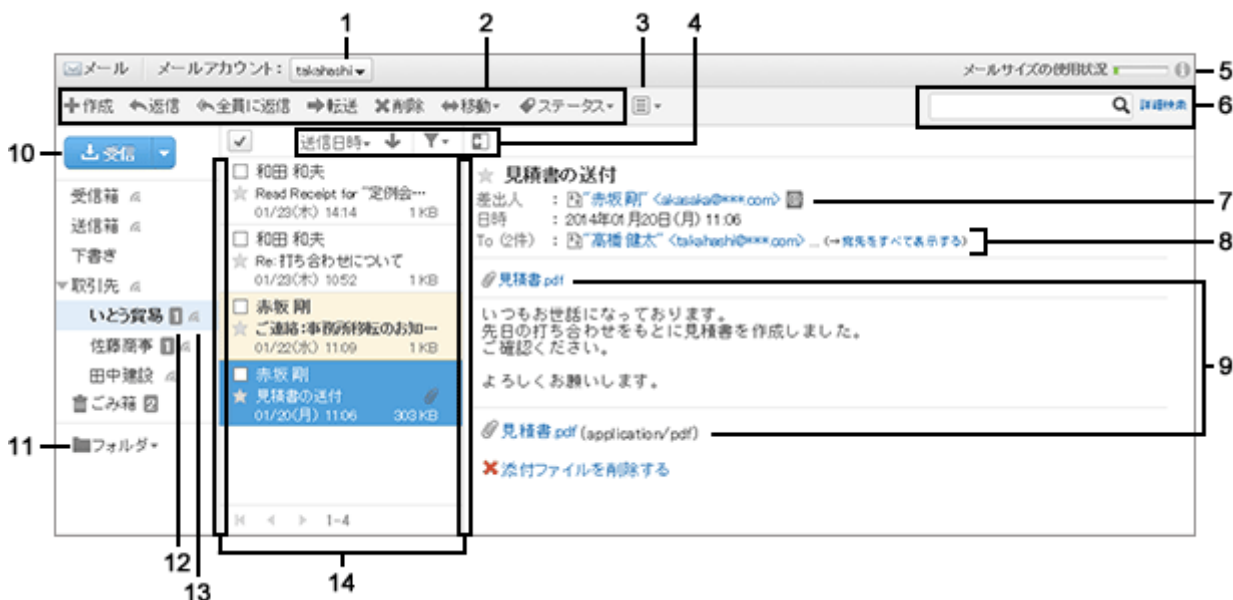 1 2 3 4
メール メールアカウント: takahashi メールサイズの使用状況 5
作成 返信 全員に返信 転送 削除 移動 ステータス 詳細検索 6
10 受信 送信日時
受信箱
送信箱
下書き
取引先
いとう貿易 1
佐藤商事 1
田中建設
ごみ箱 2
11 フォルダ
12
13
和田 和夫
Read Receipt for "定例会…
01/23(木) 14:14 1KB
和田 和夫
Re: 打ち合わせについて
01/23(木) 10:52 1KB
赤坂 剛
ご連絡:事務所移転のお知…
01/22(水) 11:09 1KB
赤坂 剛
見積書の送付
01/20(月) 11:06 303KB
1-4
14
見積書の送付
差出人 : "赤坂 剛" <akasaka@***.com> 7
日時 : 2014年01月20日(月) 11:06
To (2件) : "高橋 健太" <takahashi@***.com> ... (→宛先をすべて表示する) 8
見積書.pdf
いつもお世話になっております。
先日の打ち合わせをもとに見積書を作成しました。
ご確認ください。
よろしくお願いします。
9
見積書.pdf (application/pdf)
添付ファイルを削除する